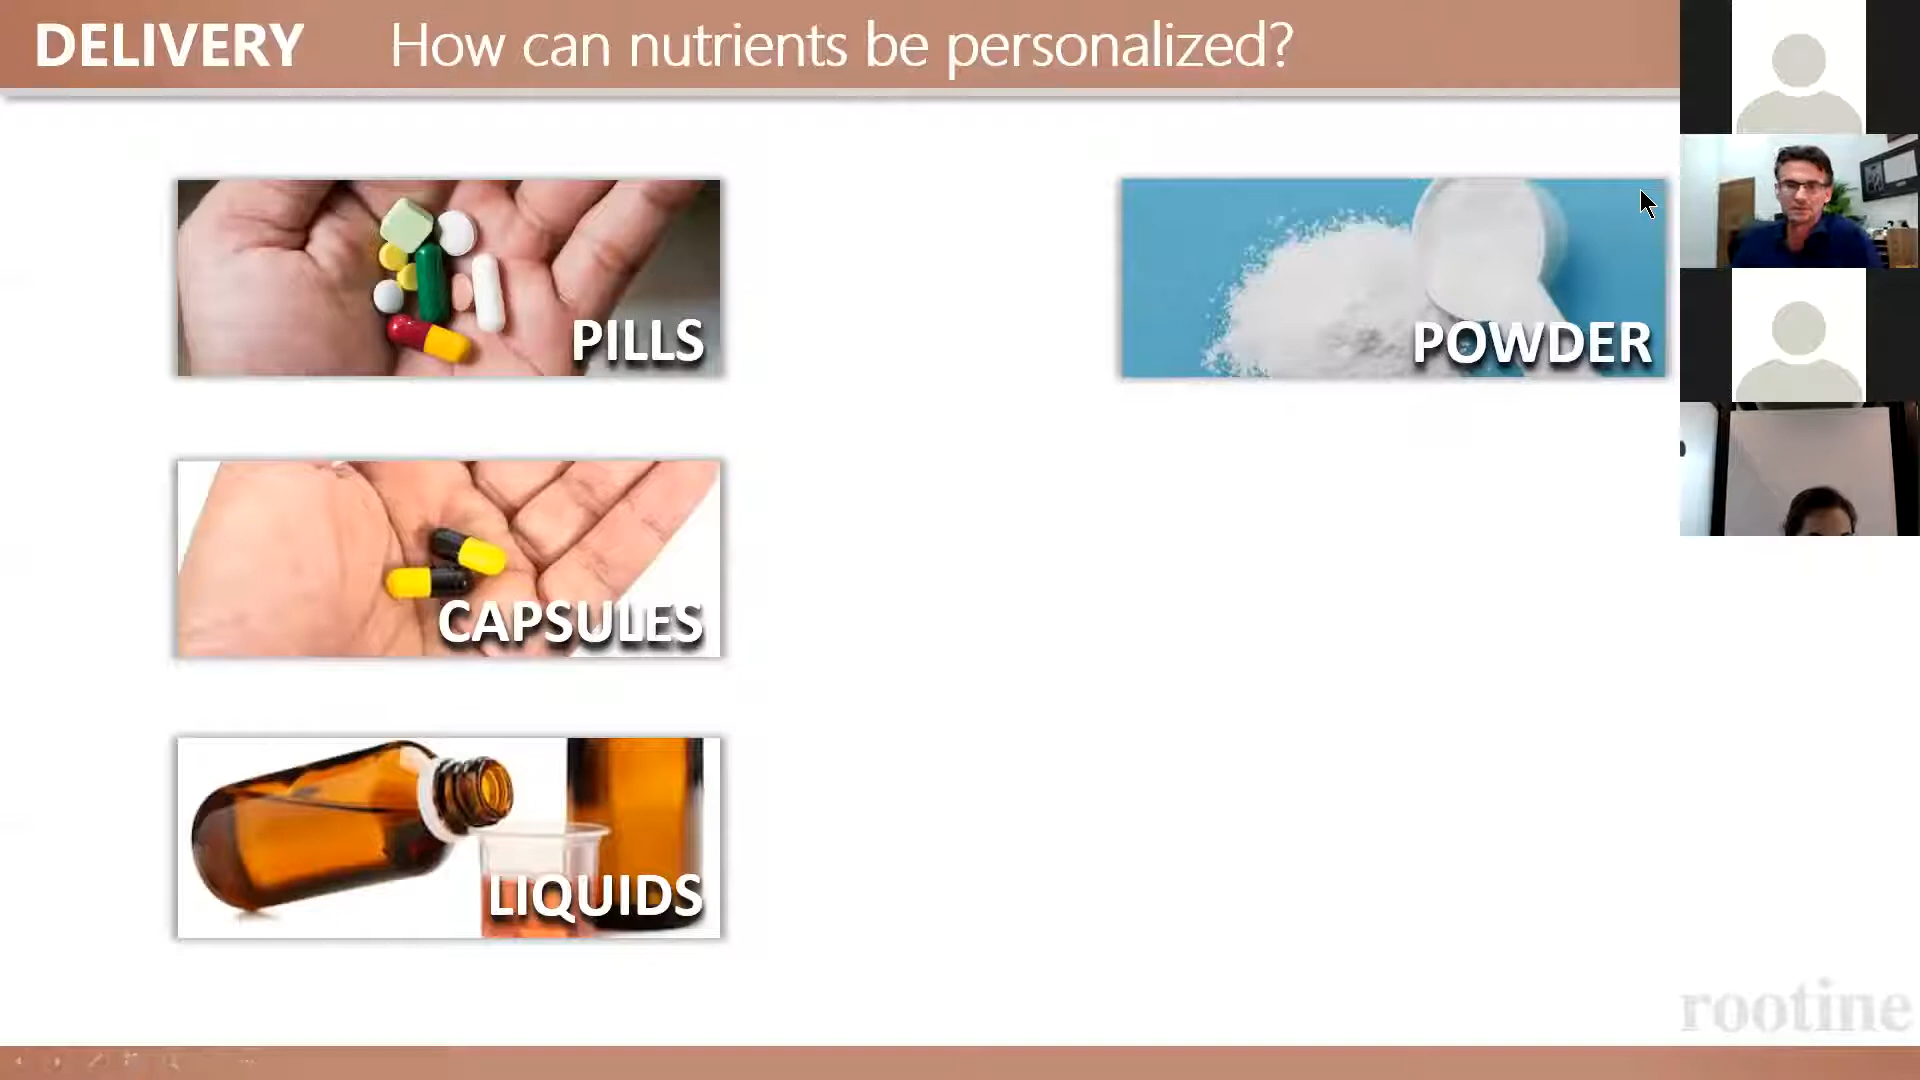 DELIVERY How can nutrients be personalized?
PILLS
POWDER
CAPSULES
LIQUIDS
rootine